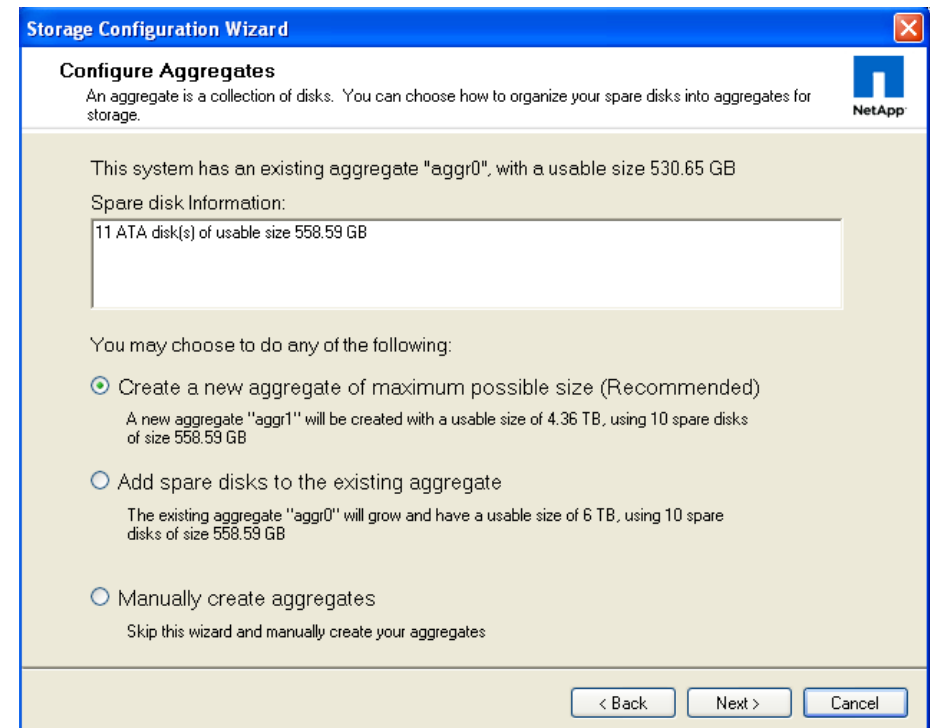 Storage Configuration Wizard
Configure Aggregates
An aggregate is a collection of disks. You can choose how to organize your spare disks into aggregates for
storage.
NetApp
This system has an existing aggregate "aggr0", with a usable size 530.65 GB
Spare disk Information:
11 ATA disk(s) of usable size 558.59 GB
You may choose to do any of the following:
Create a new aggregate of maximum possible size (Recommended)
A new aggregate "aggr1" will be created with a usable size of 4.36 TB, using 10 spare disks
of size 558.59 GB
Add spare disks to the existing aggregate
The existing aggregate "aggr0" will grow and have a usable size of 6 TB, using 10 spare
disks of size 558.59 GB
Manually create aggregates
Skip this wizard and manually create your aggregates
< Back Next > Cancel